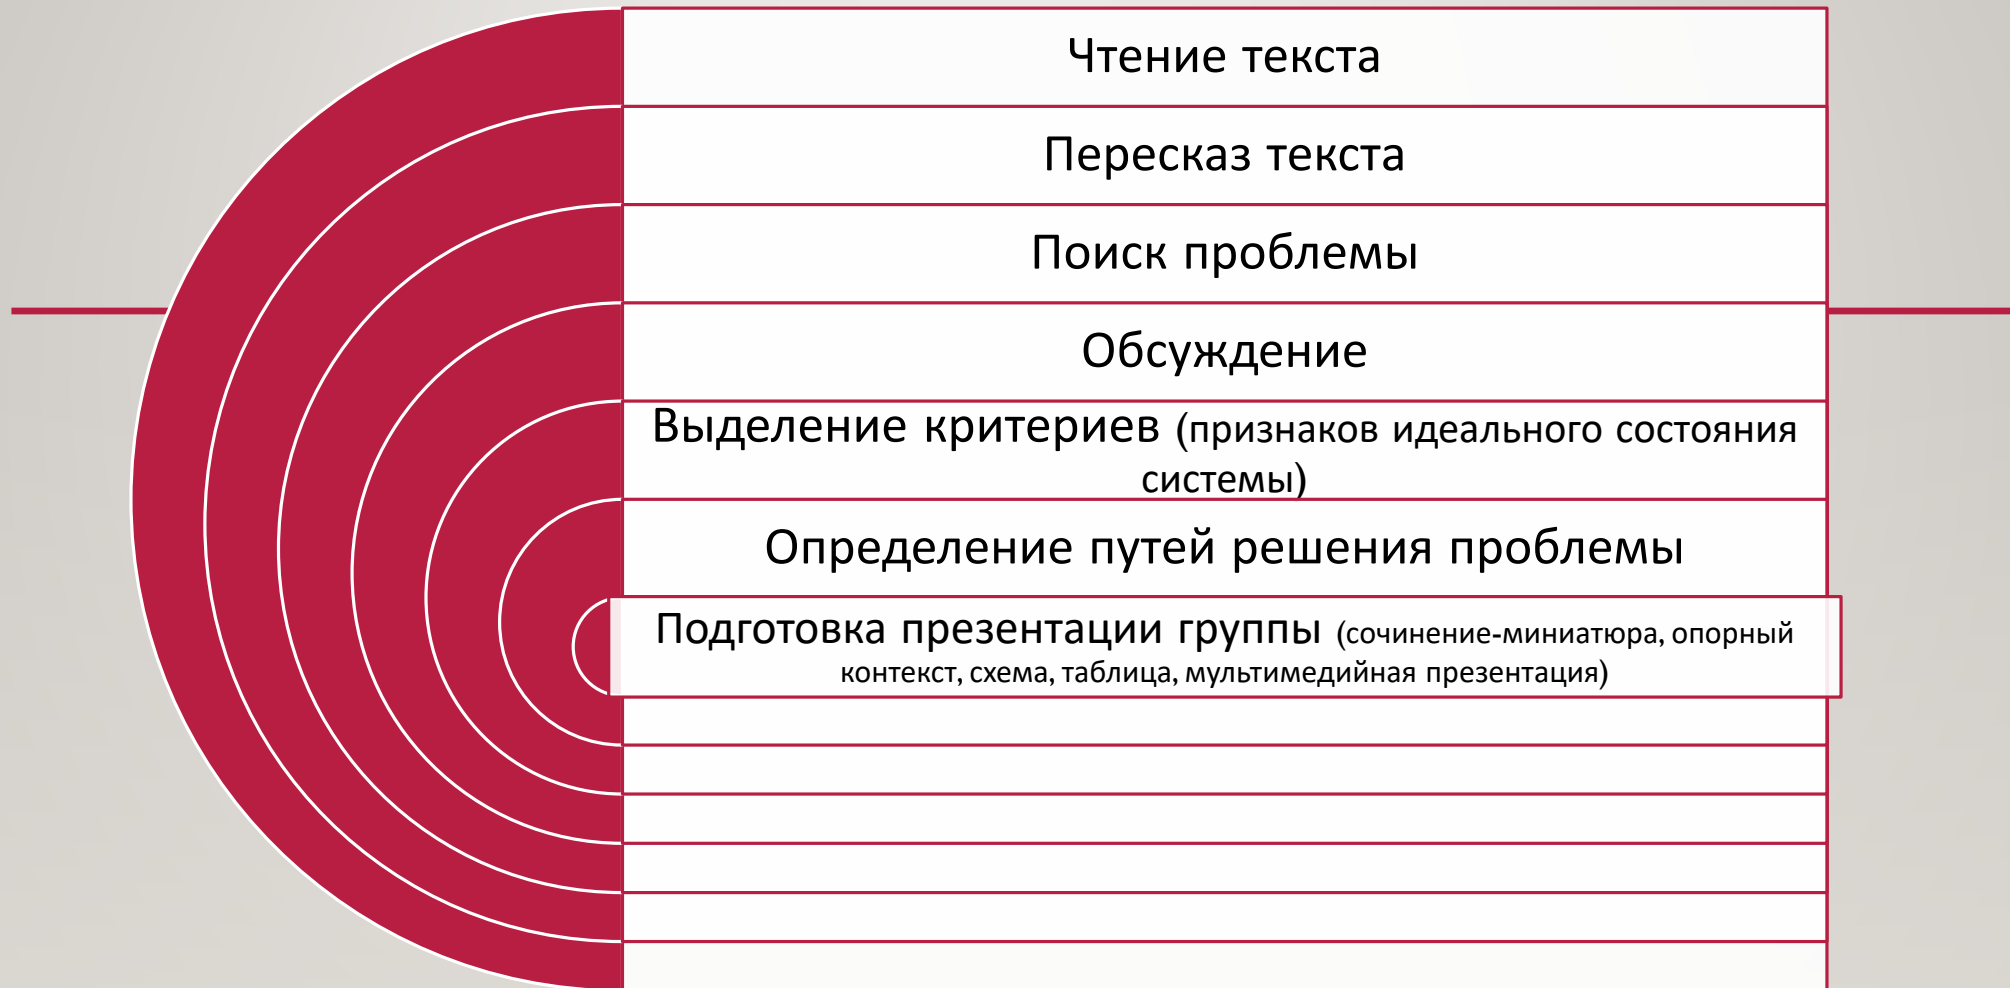 Чтение текста
Пересказ текста
Поиск проблемы
Обсуждение
Выделение критериев (признаков идеального состояния
системы)
Определение путей решения проблемы
Подготовка презентации группы (сочинение-миниатюра, опорный
контекст, схема, таблица, мультимедийная презентация)